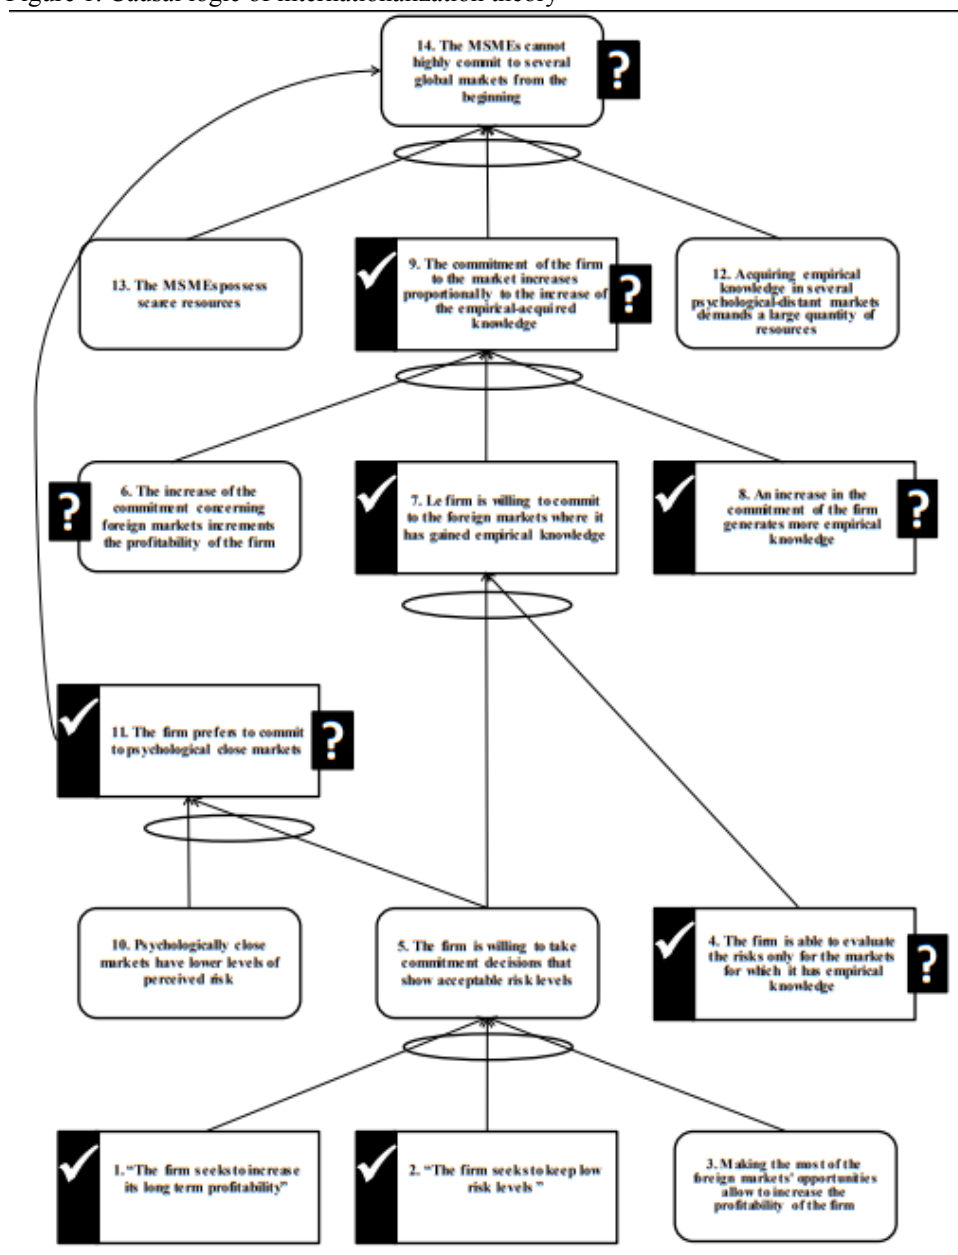 Figure 1. Causal logic of internationalization theory
14. The MSMEs cannot
highly commit to several
global markets from the
beginning
?
13. The MSMEs possess
scarce resources
9. The commitment of the firm
to the market increases
proportionally to the increase of
the empirical-acquired
knowledge
?
12. Acquiring empirical
knowledge in several
psychological-distant markets
demands a large quantity of
resources
?
6. The increase of the
commitment concerning
foreign markets increments
the profitability of the firm
7. Le firm is willing to commit
to the foreign markets where it
has gained empirical knowledge
8. An increase in the
commitment of the firm
generates more empirical
knowledge
?
11. The firm prefers to commit
to psychological close markets
?
10. Psychologically close
markets have lower levels of
perceived risk
5. The firm is willing to take
commitment decisions that
show acceptable risk levels
4. The firm is able to evaluate
the risks only for the markets
for which it has empirical
knowledge
?
1. “The firm seeks to increase
its long term profitability”
2. “The firm seeks to keep low
risk levels ”
3. Making the most of the
foreign markets' opportunities
allow to increase the
profitability of the firm